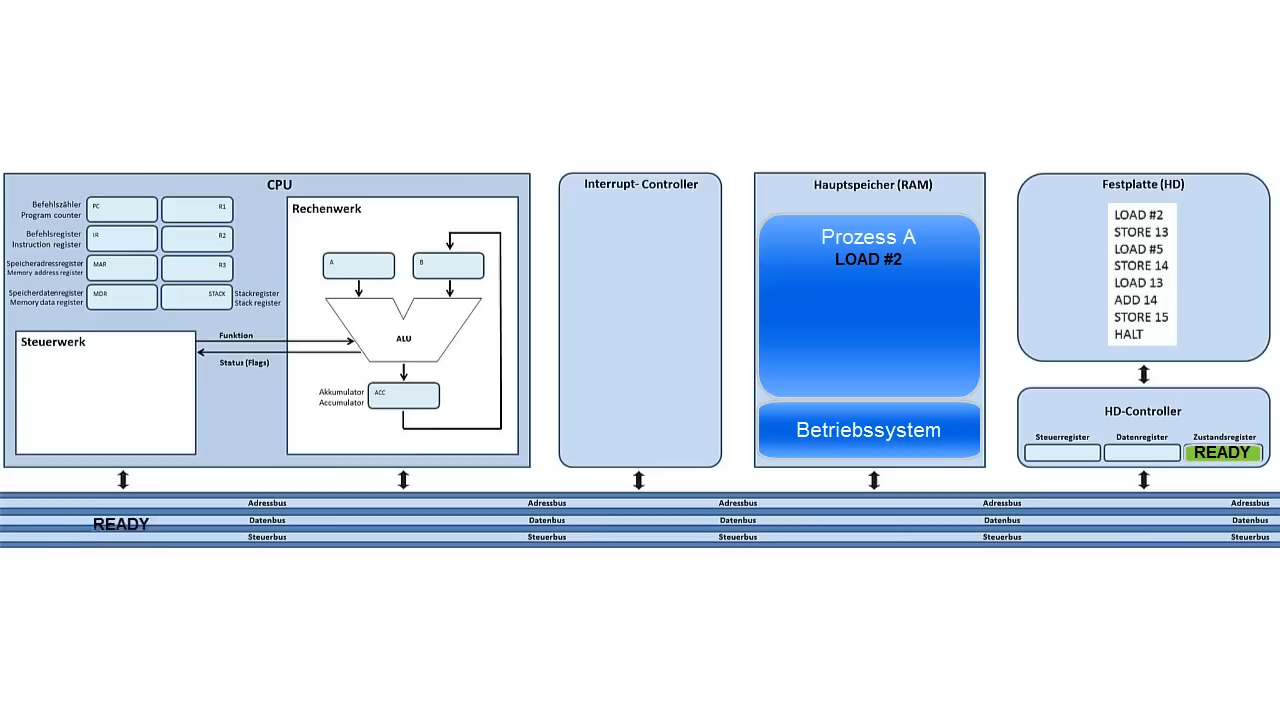 CPU
Befehlszähler
Program counter
PC
R1
Befehlsregister
Instruction register
IR
R2
Speicheradressregister
Memory address register
MAR
R3
Speicherdatenregister
Memory data register
MDR
STACK
Stackregister
Stack register
Steuerwerk
Funktion
Status (Flags)
Rechenwerk
A
B
ALU
Akkumulator
Accumulator
ACC
Interrupt- Controller
Hauptspeicher (RAM)
Prozess A
LOAD #2
Betriebssystem
Festplatte (HD)
LOAD #2
STORE 13
LOAD #5
STORE 14
LOAD 13
ADD 14
STORE 15
HALT
HD-Controller
Steuerregister
Datenregister
Zustandsregister
READY
Adressbus Adressbus Adressbus Adressbus Adressbus
READY Datenbus Datenbus Datenbus Datenbus Datenbus
Steuerbus Steuerbus Steuerbus Steuerbus Steuerbus